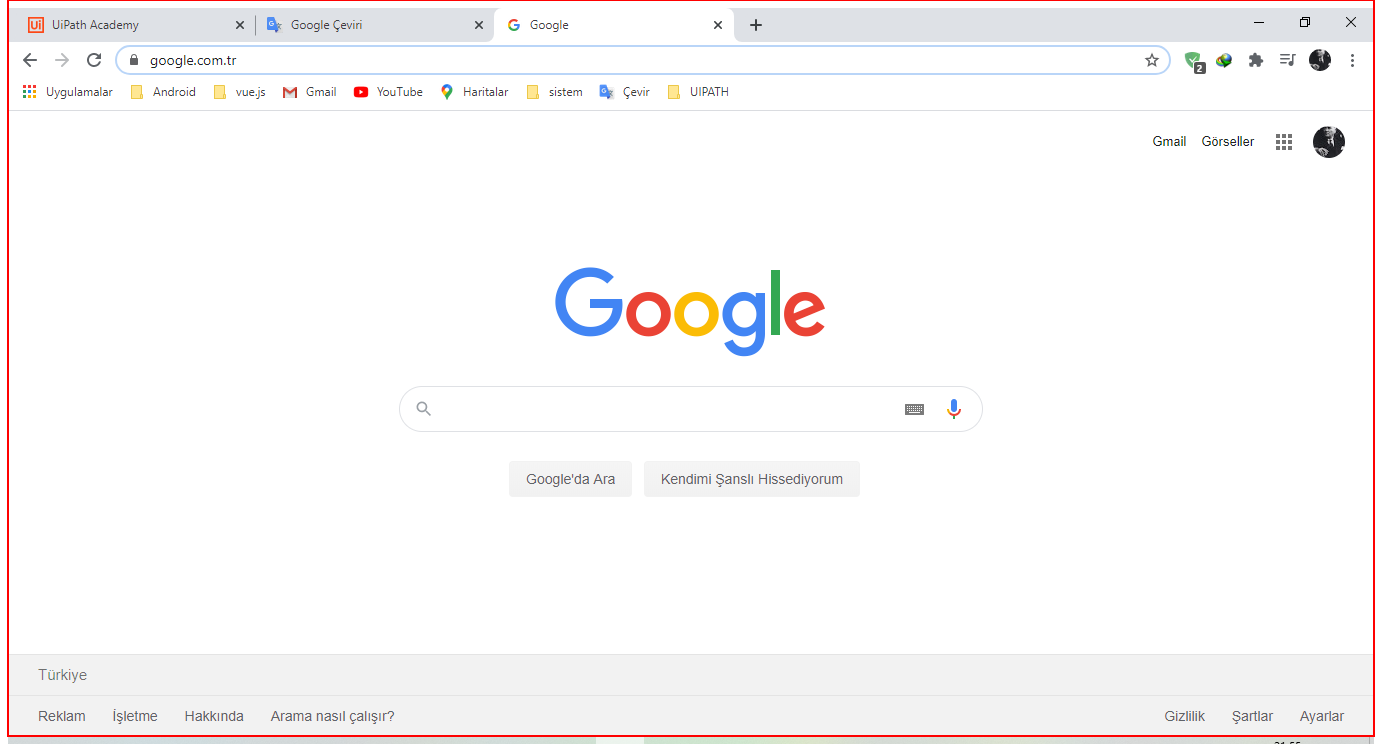 UiPath Academy Google Çeviri Google
google.com.tr 2
Uygulamalar Android vue.js Gmail YouTube Haritalar sistem Çevir UIPATH
Gmail Görseller
Google
Google'da Ara Kendimi Şanslı Hissediyorum
Türkiye
Reklam İşletme Hakkında Arama nasıl çalışır? Gizlilik Şartlar Ayarlar